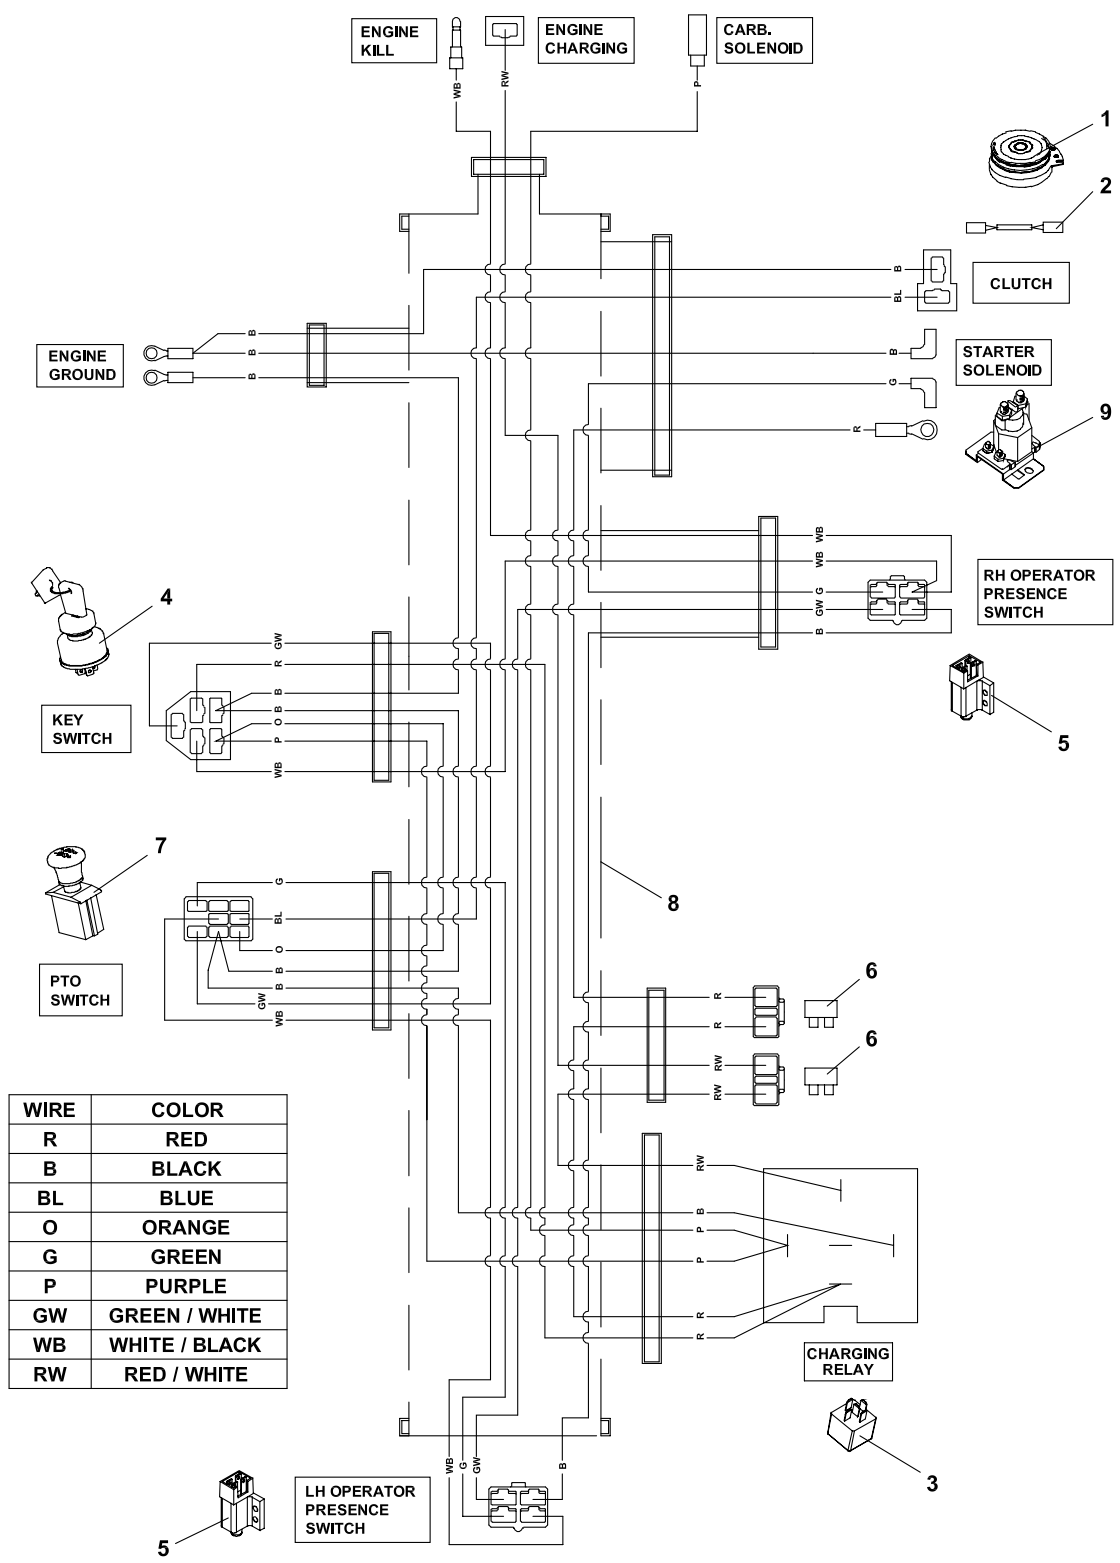 ENGINE
KILL
ENGINE
CHARGING
CARB.
SOLENOID
WB
RW
P
1
2
B
BL
CLUTCH
ENGINE
GROUND
B
B
B
B
G
R
STARTER
SOLENOID
9
WB
WB
G
GW
B
RH OPERATOR
PRESENCE
SWITCH
5
4
KEY
SWITCH
GW
R
B
B
O
P
WB
7
PTO
SWITCH
G
BL
O
B
B
GW
WB
8
R
R
6
RW
RW
6
WIRE COLOR
R RED
B BLACK
BL BLUE
O ORANGE
G GREEN
P PURPLE
GW GREEN / WHITE
WB WHITE / BLACK
RW RED / WHITE
RW
B
P
P
R
R
CHARGING
RELAY
3
WB
G
GW
B
LH OPERATOR
PRESENCE
SWITCH
5